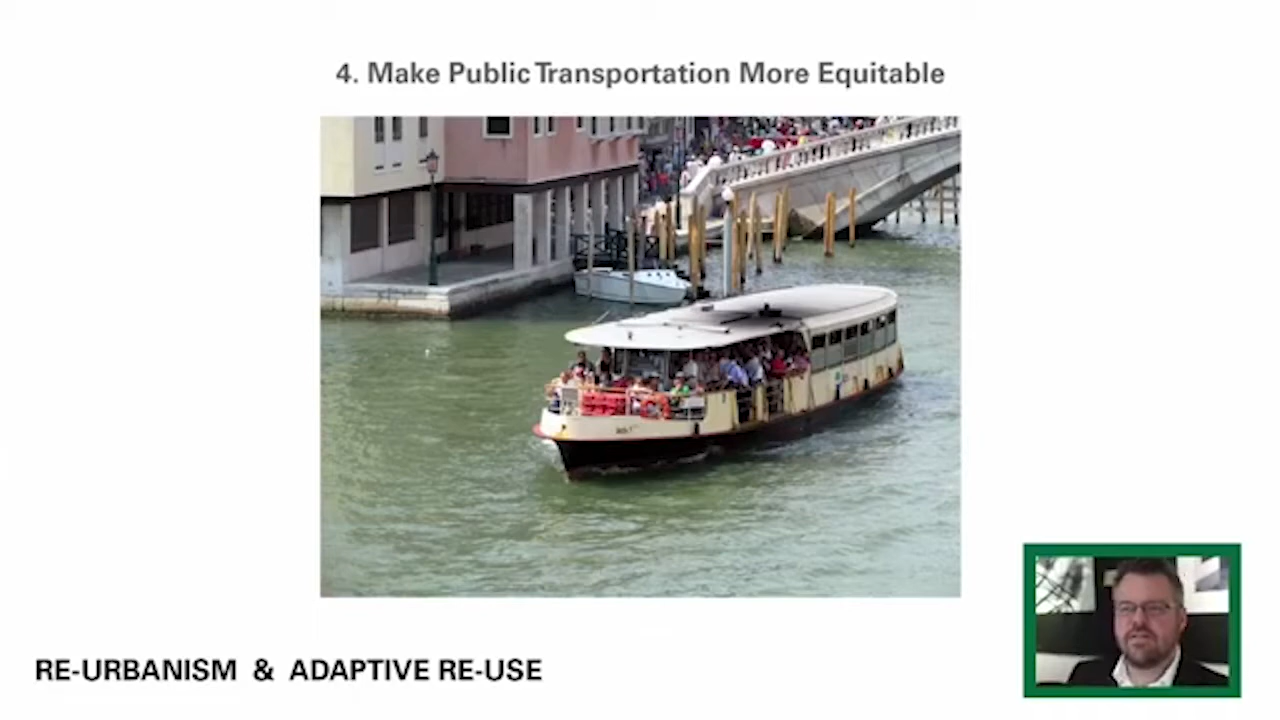 4. Make Public Transportation More Equitable
RE-URBANISM & ADAPTIVE RE-USE